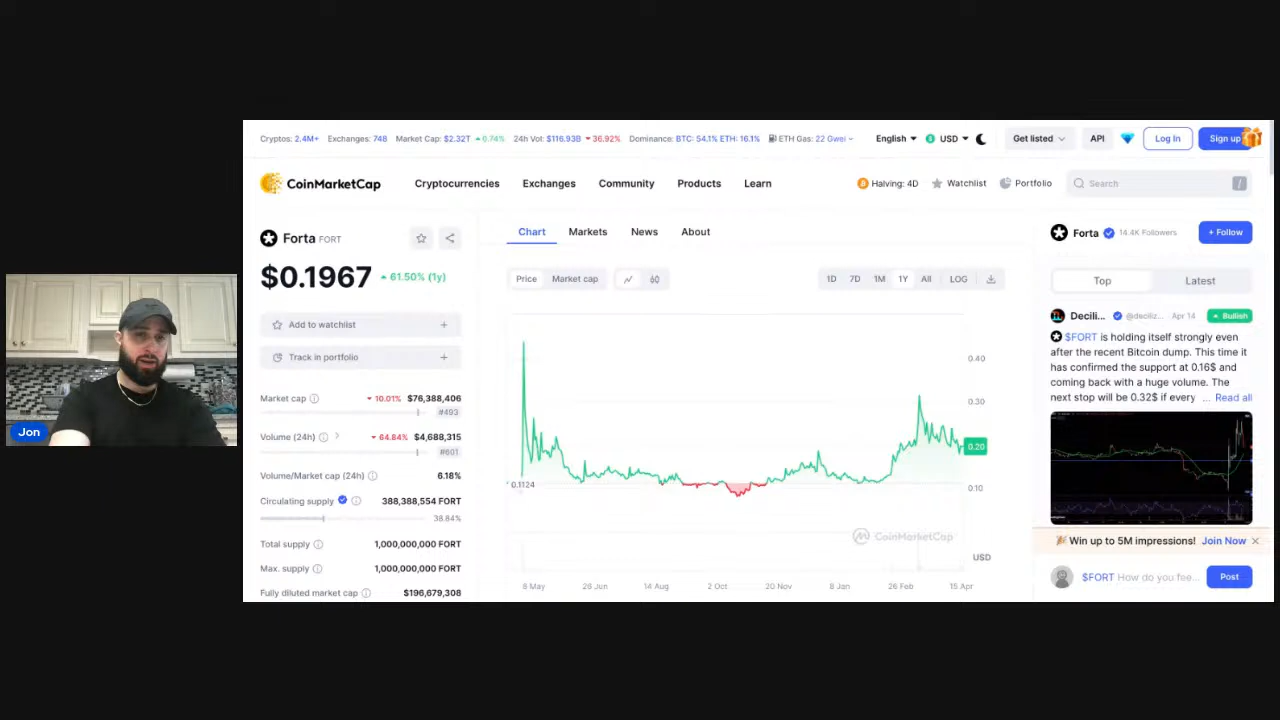 Cryptos: 2.4M+ Exchanges: 748 Market Cap: $2.32T 0.74% 24h Vol: $116.93B 36.92% Dominance: BTC: 54.1% ETH: 16.1% ETH Gas: 22 Gwei
English USD Get listed API Log In Sign up
CoinMarketCap Cryptocurrencies Exchanges Community Products Learn Halving: 4D Watchlist Portfolio Search /
Forta FORT
$0.1967 61.50% (1y)
Add to watchlist +
Track in portfolio +
Market cap 10.01% $76,388,406
#493
Volume (24h) 64.84% $4,688,315
#601
Volume/Market cap (24h) 6.18%
Circulating supply 388,388,554 FORT
38.84%
Total supply 1,000,000,000 FORT
Max. supply 1,000,000,000 FORT
Fully diluted market cap $196,679,308
Chart Markets News About
Price Market cap 1D 7D 1M 1Y All LOG
0.40
0.30
0.20
0.10
0.1124
CoinMarketCap
USD
8 May 26 Jun 14 Aug 2 Oct 20 Nov 8 Jan 26 Feb 15 Apr
Forta 14.4K Followers + Follow
Top Latest
Decili... @deciliz... Apr 14 Bullish
$FORT is holding itself strongly even
after the recent Bitcoin dump. This time it
has confirmed the support at 0.16$ and
coming back with a huge volume. The
next stop will be 0.32$ if every ... Read all
Win up to 5M impressions! Join Now
$FORT How do you fee... Post
Jon